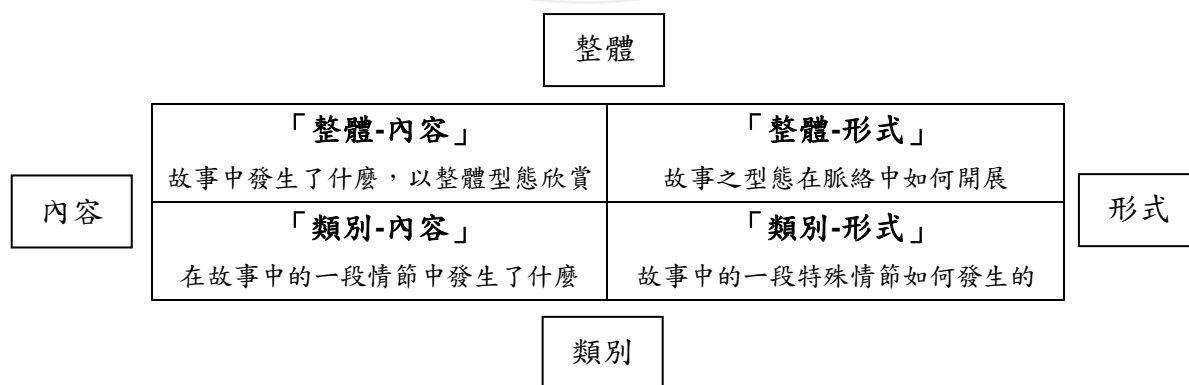 整體
「整體-內容」
「整體-形式」
故事中發生了什麼，以整體型態欣賞
故事之型態在脈絡中如何開展
內容
形式
「類別-內容」
「類別-形式」
在故事中的一段情節中發生了什麼
故事中的一段特殊情節如何發生的
類別